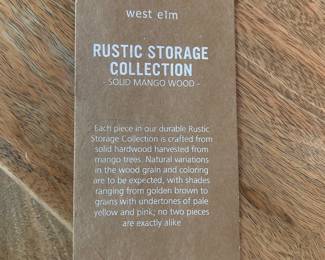 west elm
RUSTIC STORAGE
COLLECTION
- SOLID MANGO WOOD -
Each piece in our durable Rustic
Storage Collection is crafted from
solid hardwood harvested from
mango trees. Natural variations
in the wood grain and coloring
are to be expected, with shades
ranging from golden brown to
grains with undertones of pale
yellow and pink; no two pieces
are exactly alike